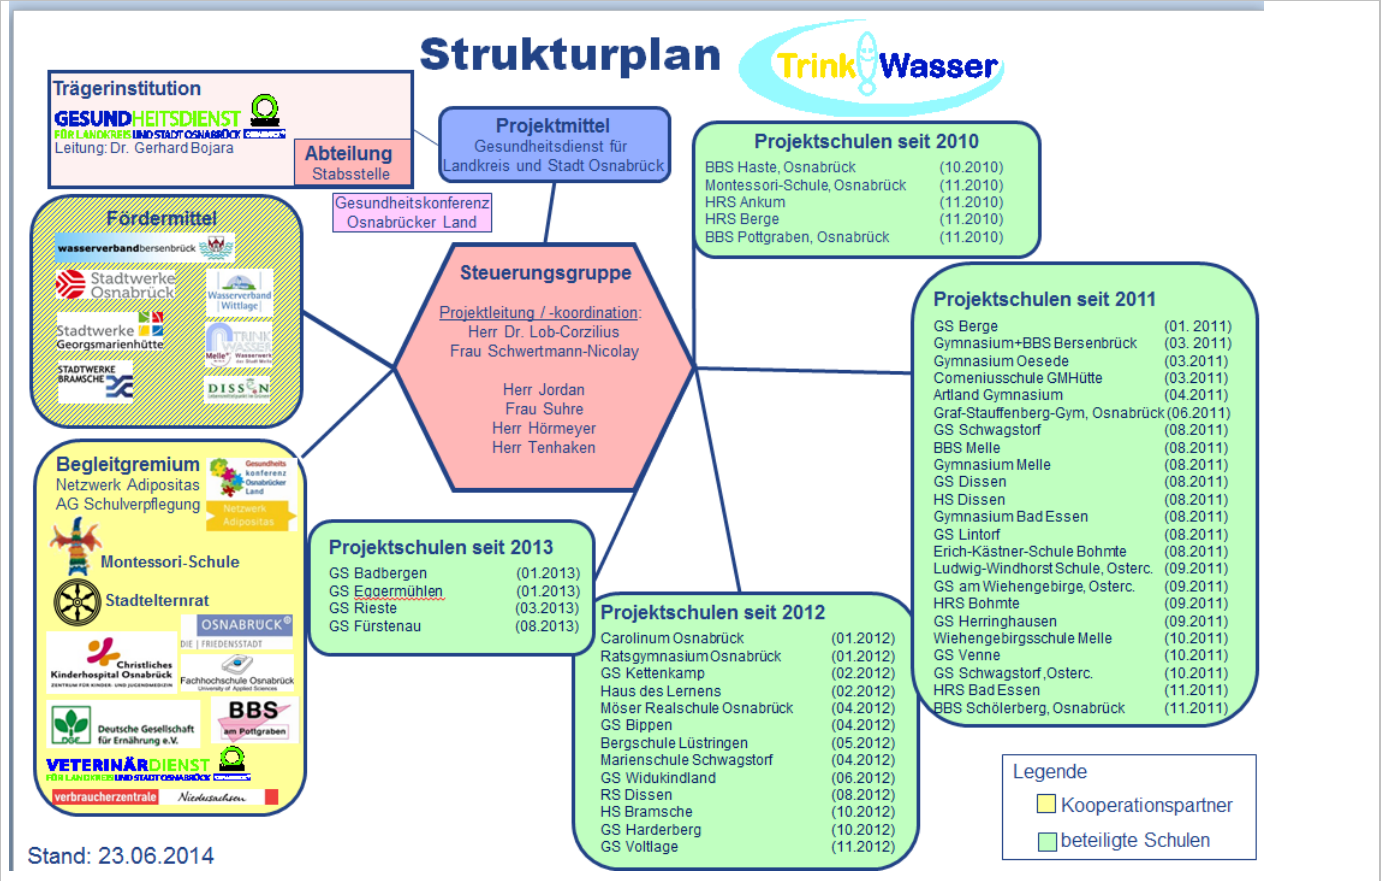 Strukturplan
Trink Wasser
Trägerinstitution
GESUNDHEITSDIENST
FÜR LANDKREIS UND STADT OSNABRÜCK
Leitung: Dr. Gerhard Bojara
Abteilung
Stabsstelle
Projektmittel
Gesundheitsdienst für
Landkreis und Stadt Osnabrück
Gesundheitskonferenz
Osnabrücker Land
Fördermittel
wasserverbandbersenbrück
Stadtwerke
Osnabrück
Wasserverband
Wittlage
Stadtwerke
Georgsmarienhütte
TRINK
WASSER
Melle Wasserwerk
der Stadt Melle
STADTWERKE
BRAMSCHE
DISSEN
Steuerungsgruppe
Projektleitung / -koordination:
Herr Dr. Lob-Corzilius
Frau Schwertmann-Nicolay
Herr Jordan
Frau Suhre
Herr Hörmeyer
Herr Tenhaken
Projektschulen seit 2010
BBS Haste, Osnabrück (10.2010)
Montessori-Schule, Osnabrück (11.2010)
HRS Ankum (11.2010)
HRS Berge (11.2010)
BBS Pottgraben, Osnabrück (11.2010)
Projektschulen seit 2011
GS Berge (01. 2011)
Gymnasium+BBS Bersenbrück (03. 2011)
Gymnasium Oesede (03.2011)
Comeniusschule GMHütte (03.2011)
Artland Gymnasium (04.2011)
Graf-Stauffenberg-Gym, Osnabrück (06.2011)
GS Schwagstorf (08.2011)
BBS Melle (08.2011)
Gymnasium Melle (08.2011)
GS Dissen (08.2011)
HS Dissen (08.2011)
Gymnasium Bad Essen (08.2011)
GS Lintorf (08.2011)
Erich-Kästner-Schule Bohmte (08.2011)
Ludwig-Windhorst Schule, Osterc. (09.2011)
GS am Wiehengebirge, Osterc. (09.2011)
HRS Bohmte (09.2011)
GS Herringhausen (09.2011)
Wiehengebirgsschule Melle (10.2011)
GS Venne (10.2011)
GS Schwagstorf ,Osterc. (10.2011)
HRS Bad Essen (11.2011)
BBS Schölerberg, Osnabrück (11.2011)
Begleitgremium
Netzwerk Adipositas
AG Schulverpflegung
Gesundheits
konferenz
Osnabrücker
Land
Netzwerk
Adipositas
Montessori-Schule
Stadtelternrat
OSNABRÜCK®
DIE | FRIEDENSSTADT
Christliches
Kinderhospital Osnabrück
ZENTRUM FÜR KINDER- UND JUGENDMEDIZIN
Fachhochschule Osnabrück
University of Applied Sciences
DGE
Deutsche Gesellschaft
für Ernährung e.V.
BBS
am Pottgraben
VETERINÄRDIENST
FÜR LANDKREIS UND STADT OSNABRÜCK
verbraucherzentrale Niedersachsen
Projektschulen seit 2013
GS Badbergen (01.2013)
GS Eggermühlen (01.2013)
GS Rieste (03.2013)
GS Fürstenau (08.2013)
Projektschulen seit 2012
Carolinum Osnabrück (01.2012)
Ratsgymnasium Osnabrück (01.2012)
GS Kettenkamp (02.2012)
Haus des Lernens (02.2012)
Möser Realschule Osnabrück (04.2012)
GS Bippen (04.2012)
Bergschule Lüstringen (05.2012)
Marienschule Schwagstorf (04.2012)
GS Widukindland (06.2012)
RS Dissen (08.2012)
HS Bramsche (10.2012)
GS Harderberg (10.2012)
GS Voltlage (11.2012)
Legende
Kooperationspartner
beteiligte Schulen
Stand: 23.06.2014